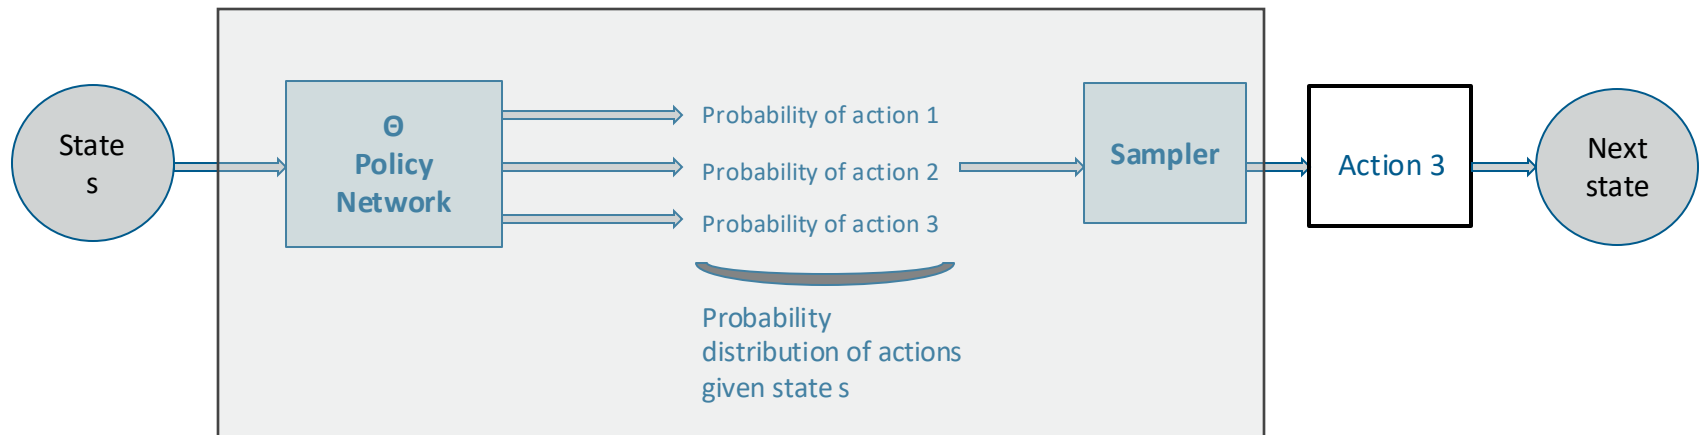 State
s
Θ
Policy
Network
Probability of action 1
Probability of action 2
Probability of action 3
Probability
distribution of actions
given state s
Sampler
Action 3
Next
state